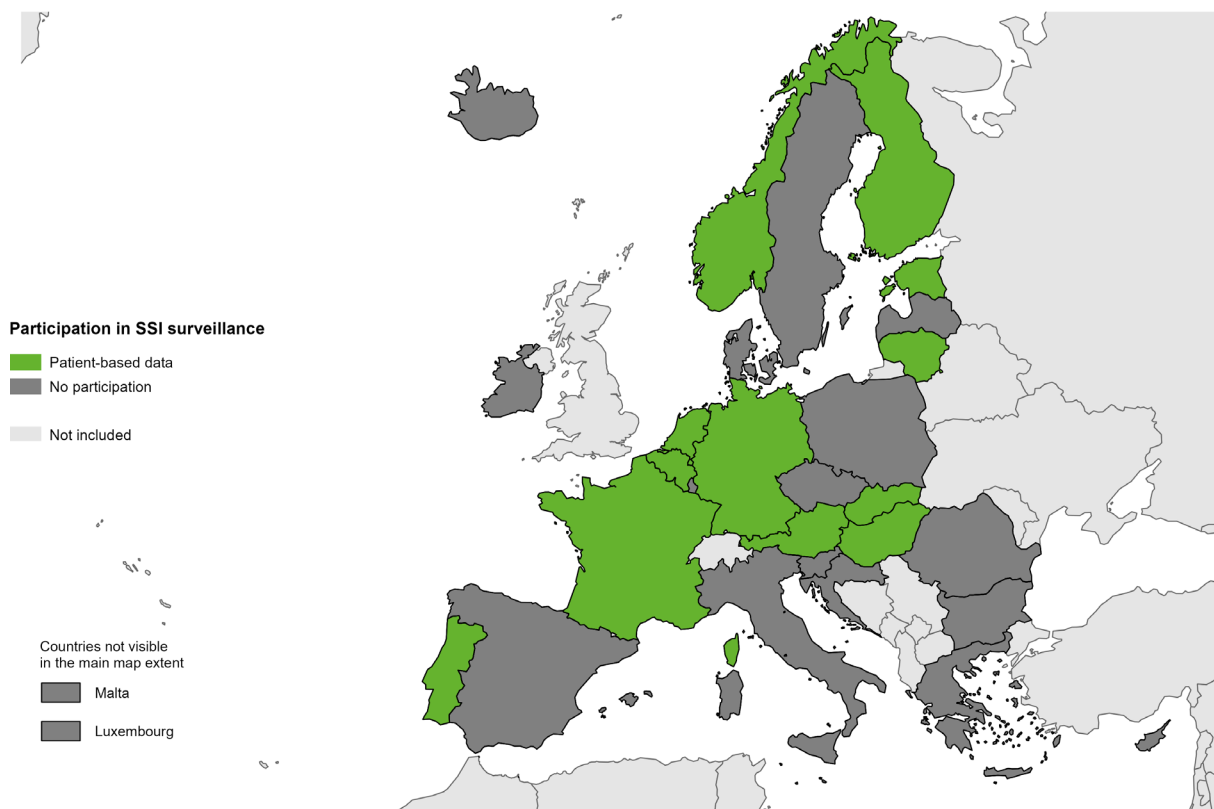 Participation in SSI surveillance
Patient-based data
No participation
Not included
Countries not visible
in the main map extent
Malta
Luxembourg